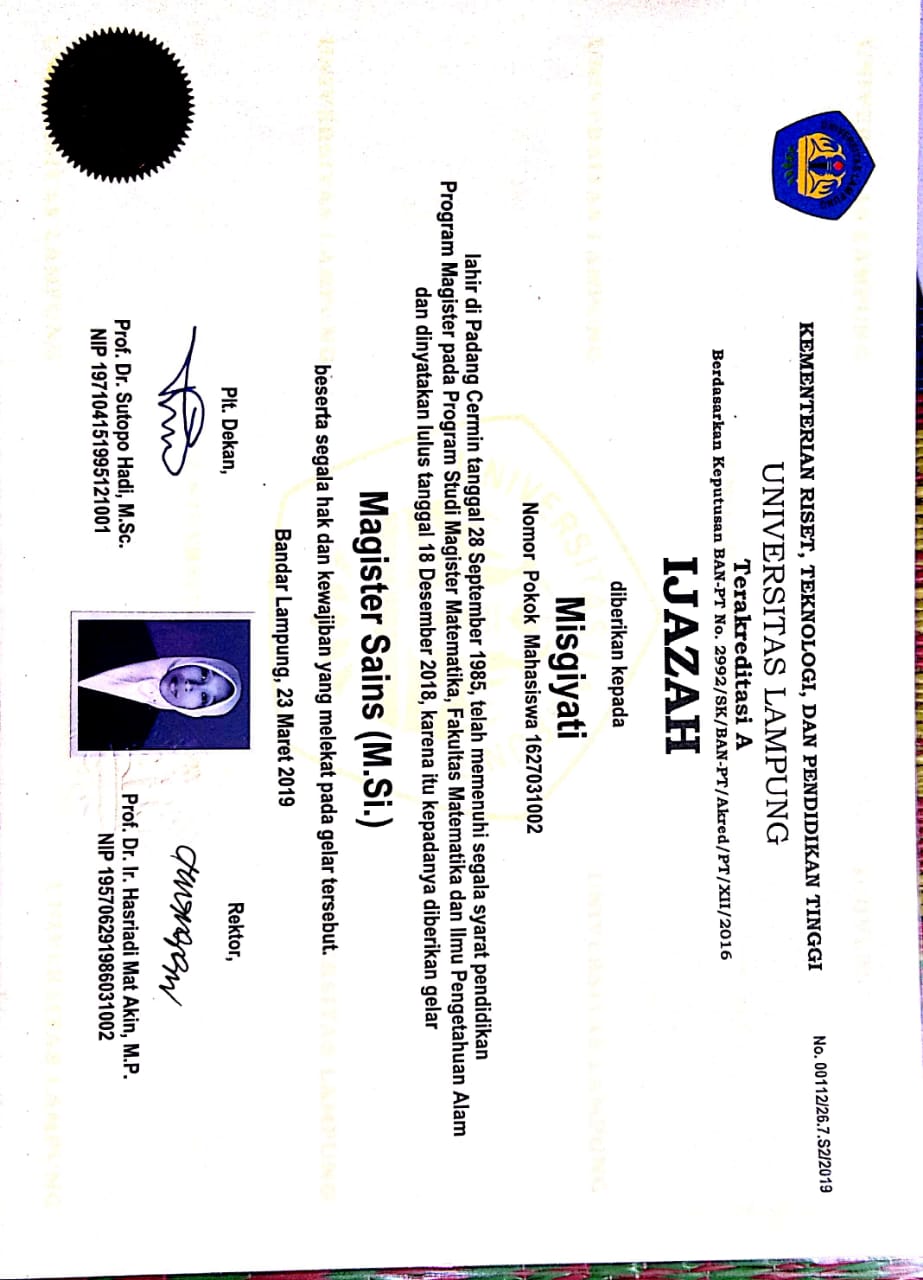 No. 00112/26.7.S2/2019
KEMENTERIAN RISET, TEKNOLOGI, DAN PENDIDIKAN TINGGI
UNIVERSITAS LAMPUNG
Terakreditasi A
Berdasarkan Keputusan BAN-PT No. 2992/SK/BAN-PT/Akred/PT/XII/2016
IJAZAH
diberikan kepada
Misgiyati
Nomor Pokok Mahasiswa 1627031002
lahir di Padang Cermin tanggal 28 September 1985, telah memenuhi segala syarat pendidikan
Program Magister pada Program Studi Magister Matematika, Fakultas Matematika dan Ilmu Pengetahuan Alam
dan dinyatakan lulus tanggal 18 Desember 2018, karena itu kepadanya diberikan gelar
Magister Sains (M.Si.)
beserta segala hak dan kewajiban yang melekat pada gelar tersebut.
Bandar Lampung, 23 Maret 2019
Plt. Dekan,
Prof. Dr. Sutopo Hadi, M.Sc.
NIP 197104151995121001
Rektor,
Prof. Dr. Ir. Hasriadi Mat Akin, M.P.
NIP 195706291986031002